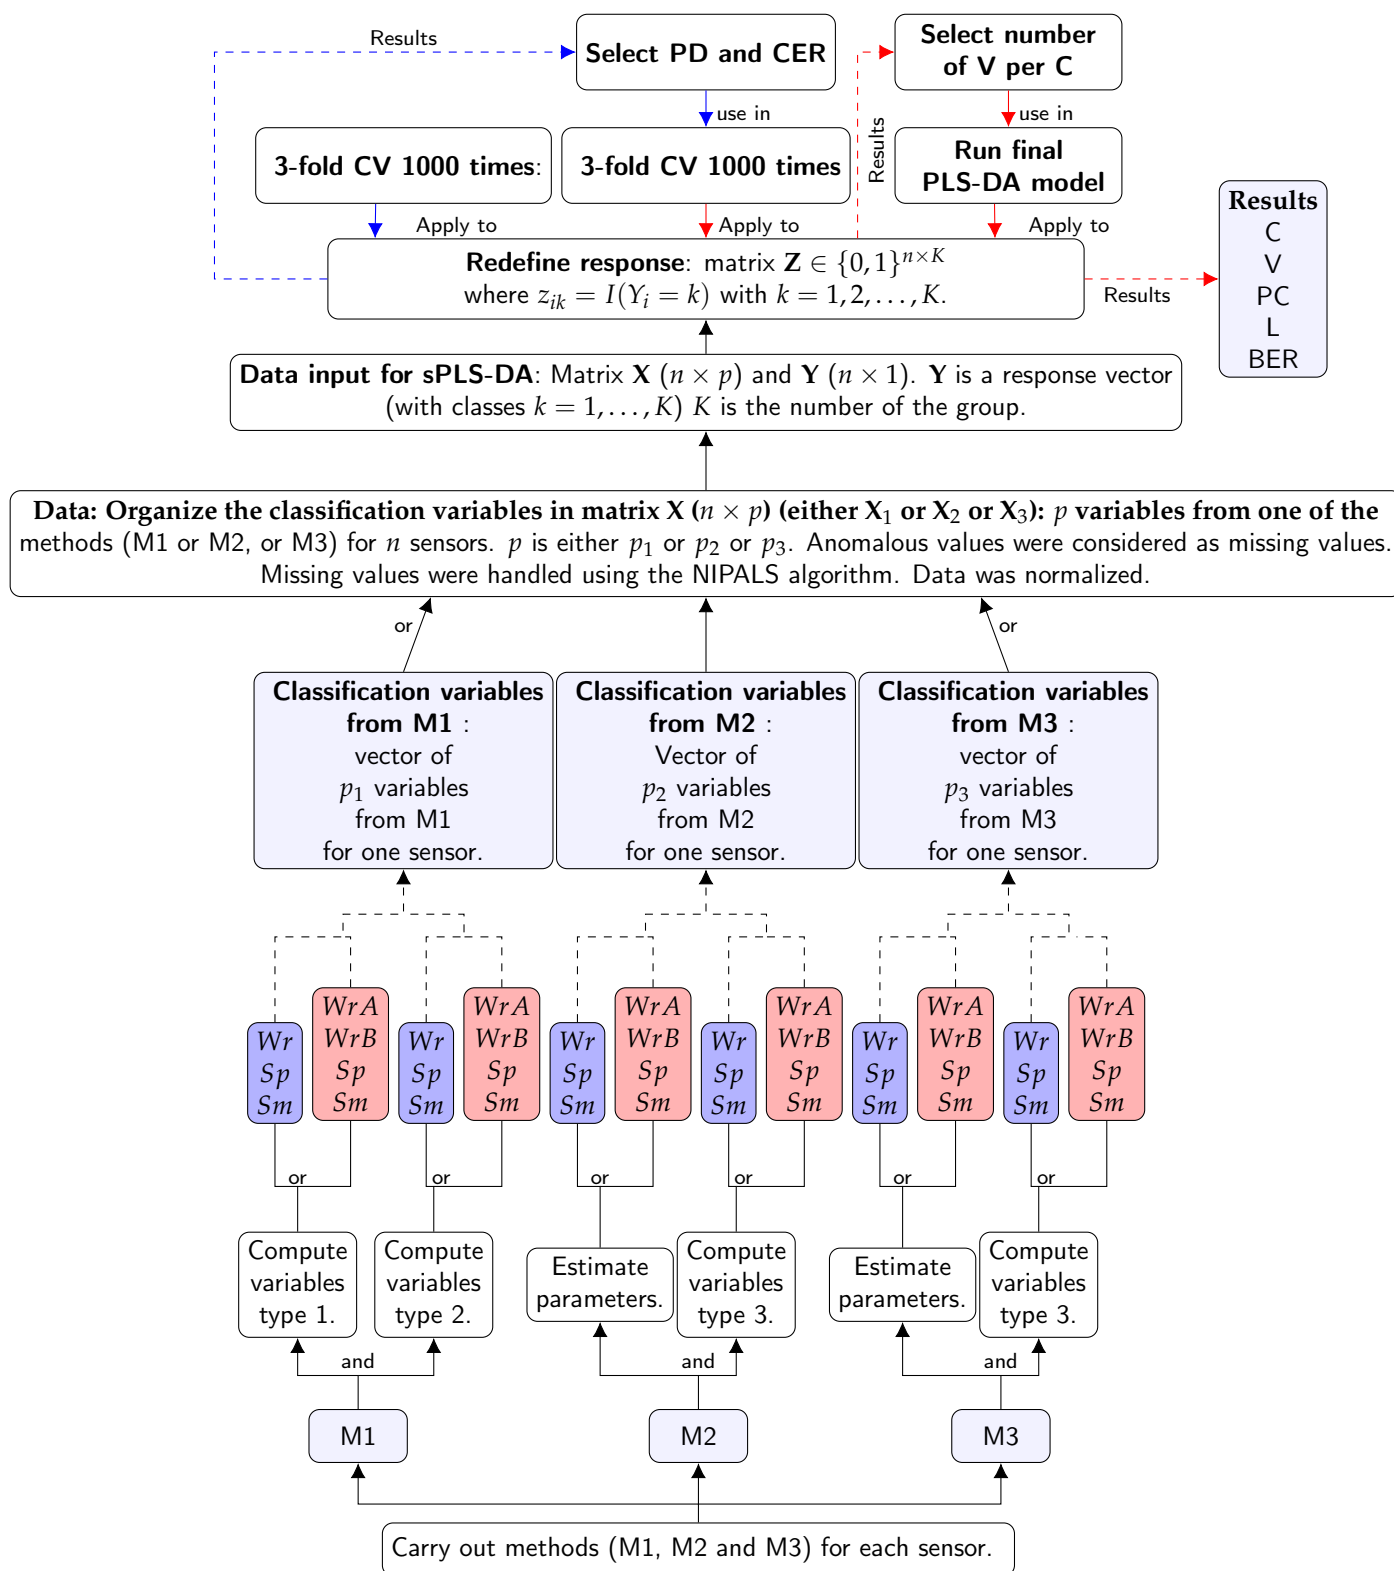 Results
Select PD and CER
Select number
of V per C
use in
use in
3-fold CV 1000 times:
3-fold CV 1000 times
Results
Run final
PLS-DA model
Apply to
Apply to
Apply to
Redefine response: matrix Z ∈ {0, 1}^{n×K}
where z_{ik} = I(Y_i = k) with k = 1, 2, . . . , K.
Results
Results
C
V
PC
L
BER
Data input for sPLS-DA: Matrix X (n × p) and Y (n × 1). Y is a response vector
(with classes k = 1, . . . , K) K is the number of the group.
Data: Organize the classification variables in matrix X (n × p) (either X₁ or X₂ or X₃): p variables from one of the
methods (M1 or M2, or M3) for n sensors. p is either p₁ or p₂ or p₃. Anomalous values were considered as missing values.
Missing values were handled using the NIPALS algorithm. Data was normalized.
or
or
Classification variables
from M1 :
vector of
p₁ variables
from M1
for one sensor.
Classification variables
from M2 :
Vector of
p₂ variables
from M2
for one sensor.
Classification variables
from M3 :
vector of
p₃ variables
from M3
for one sensor.
Wr
Sp
Sm
WrA
WrB
Sp
Sm
Wr
Sp
Sm
WrA
WrB
Sp
Sm
Wr
Sp
Sm
WrA
WrB
Sp
Sm
Wr
Sp
Sm
WrA
WrB
Sp
Sm
Wr
Sp
Sm
WrA
WrB
Sp
Sm
Wr
Sp
Sm
WrA
WrB
Sp
Sm
or
or
or
or
or
or
Compute
variables
type 1.
Compute
variables
type 2.
Estimate
parameters.
Compute
variables
type 3.
Estimate
parameters.
Compute
variables
type 3.
and
and
and
M1
M2
M3
Carry out methods (M1, M2 and M3) for each sensor.